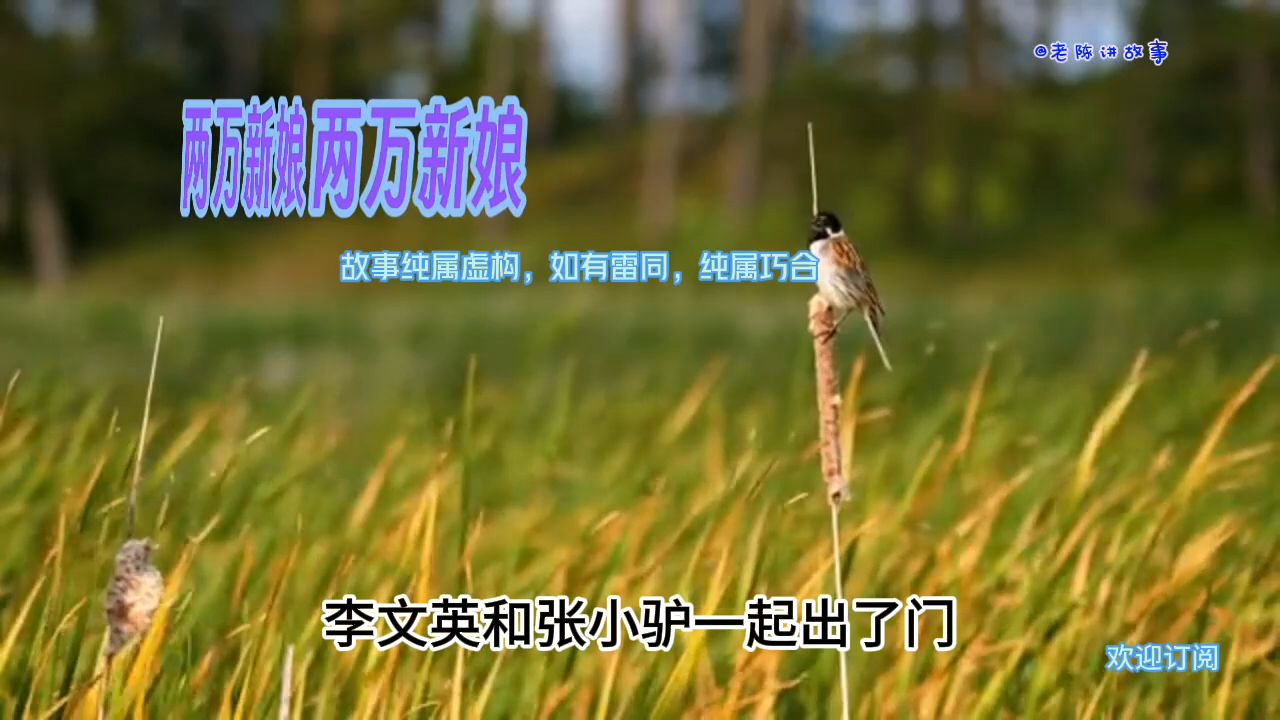 @老陈讲故事
两万新娘 两万新娘
故事纯属虚构，如有雷同，纯属巧合
李文英和张小驴一起出了门
欢迎订阅